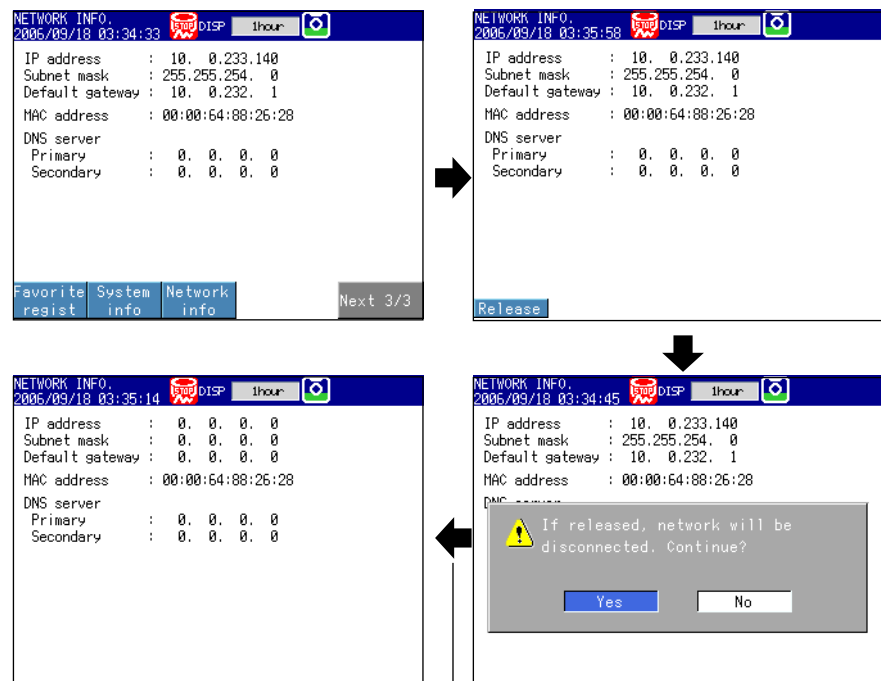 NETWORK INFO.
2006/09/18 03:34:33 STOP DISP 1hour
IP address : 10. 0.233.140
Subnet mask : 255.255.254. 0
Default gateway : 10. 0.232. 1
MAC address : 00:00:64:88:26:28
DNS server
Primary : 0. 0. 0. 0
Secondary : 0. 0. 0. 0
Favorite regist
System info
Network info
Next 3/3
NETWORK INFO.
2006/09/18 03:35:58 STOP DISP 1hour
IP address : 10. 0.233.140
Subnet mask : 255.255.254. 0
Default gateway : 10. 0.232. 1
MAC address : 00:00:64:88:26:28
DNS server
Primary : 0. 0. 0. 0
Secondary : 0. 0. 0. 0
Release
NETWORK INFO.
2006/09/18 03:34:45 STOP DISP 1hour
IP address : 10. 0.233.140
Subnet mask : 255.255.254. 0
Default gateway : 10. 0.232. 1
MAC address : 00:00:64:88:26:28
DNS server
If released, network will be
disconnected. Continue?
Yes No
NETWORK INFO.
2006/09/18 03:35:14 STOP DISP 1hour
IP address : 0. 0. 0. 0
Subnet mask : 0. 0. 0. 0
Default gateway : 0. 0. 0. 0
MAC address : 00:00:64:88:26:28
DNS server
Primary : 0. 0. 0. 0
Secondary : 0. 0. 0. 0